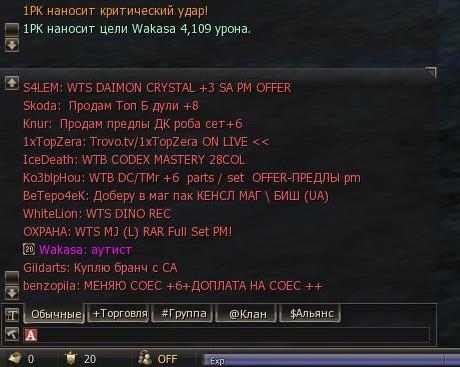 1PK наносит критический удар!
1PK наносит цели Wakasa 4,109 урона.
S4LEM: WTS DAIMON CRYSTAL +3 SA PM OFFER
Skoda: Продам Топ Б дули +8
Knur: Продам предлы ДК роба сет+6
1xTopZera: Trovo.tv/1xTopZera ON LIVE <<
IceDeath: WTB CODEX MASTERY 28COL
Ko3blpHou: WTB DC/TMr +6 parts / set OFFER-ПРЕДЛЫ pm
BeTepo4eK: Доберу в маг пак КЕНСЛ МАГ \ БИШ (UA)
WhiteLion: WTS DINO REC
OXPAHA: WTS MJ (L) RAR Full Set PM!
20 Wakasa: аутист
Gildarts: Куплю бранч с СА
benzopila: МЕНЯЮ СОЕС +6+ДОПЛАТА НА СОЕС ++
Обычные +Торговля #Группа @Клан $Альянс
A
0 20 OFF Exp